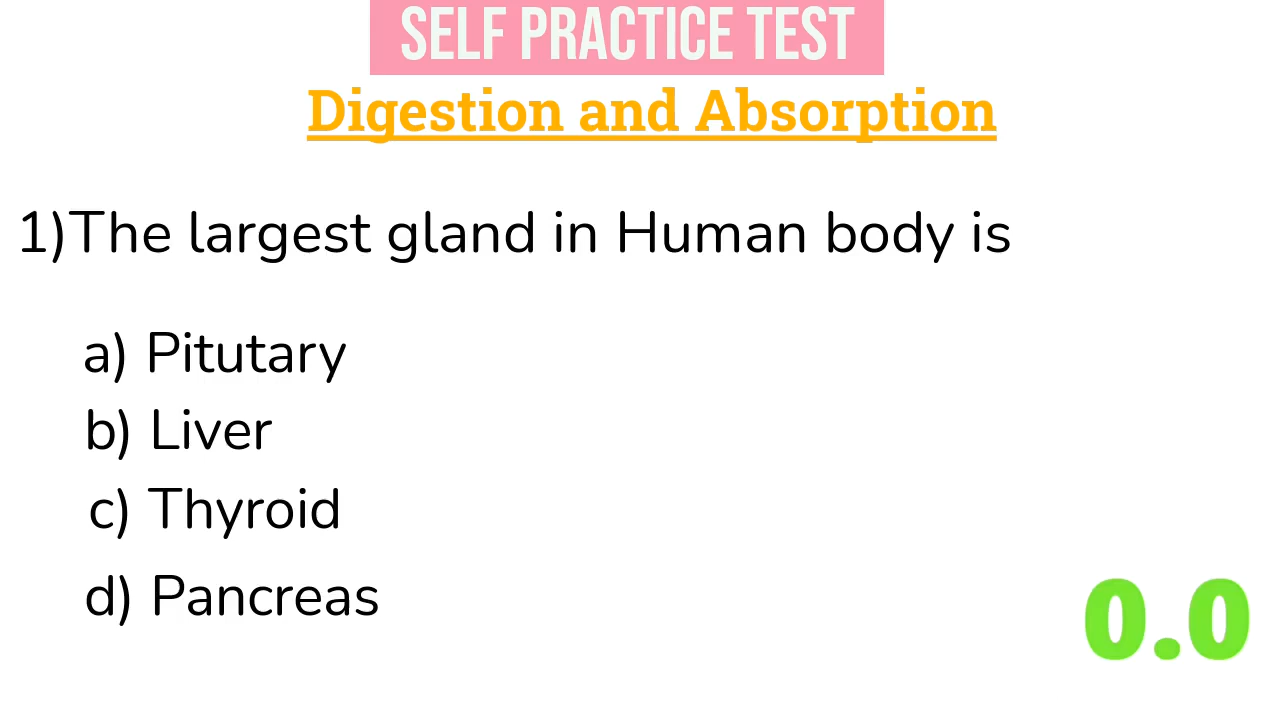 SELF PRACTICE TEST
Digestion and Absorption
1)The largest gland in Human body is
a) Pitutary
b) Liver
c) Thyroid
d) Pancreas
0.0